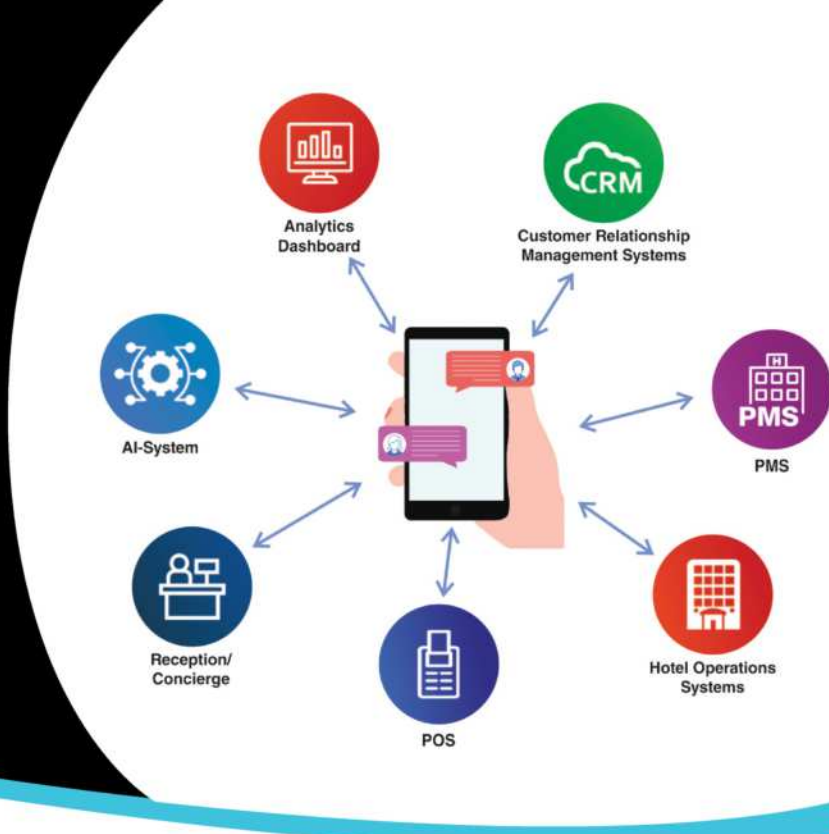 Analytics
Dashboard
CRM
Customer Relationship
Management Systems
AI-System
H
PMS
PMS
Reception/
Concierge
POS
Hotel Operations
Systems